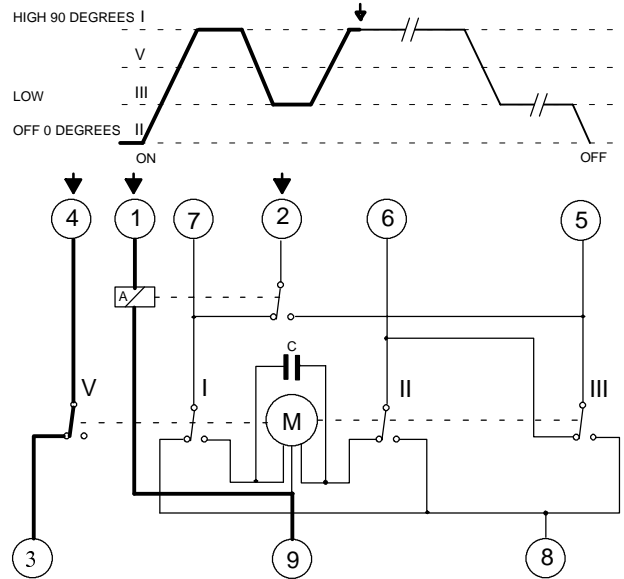 HIGH 90 DEGREES I
V
LOW III
OFF 0 DEGREES II
ON OFF
4 1 7 2 6 5
A
C
V I II III
M
3 9 8